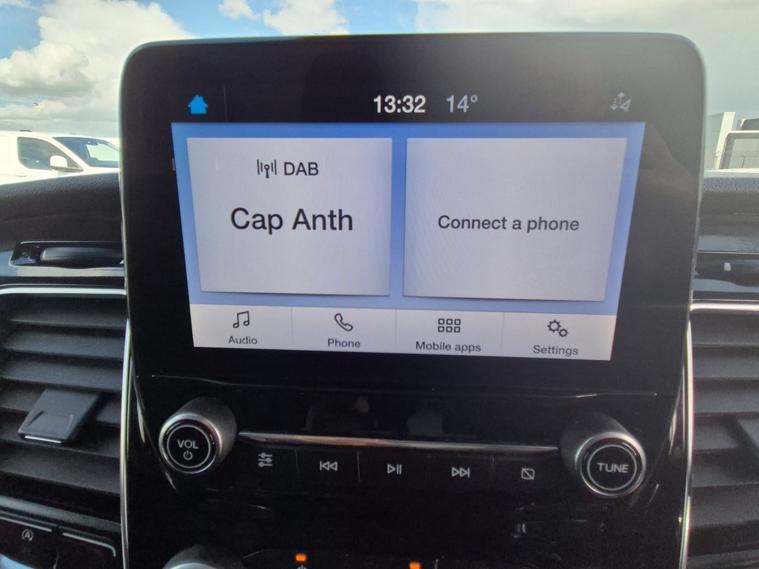 13:32 14°
DAB
Cap Anth
Connect a phone
Audio Phone Mobile apps Settings
VOL
TUNE